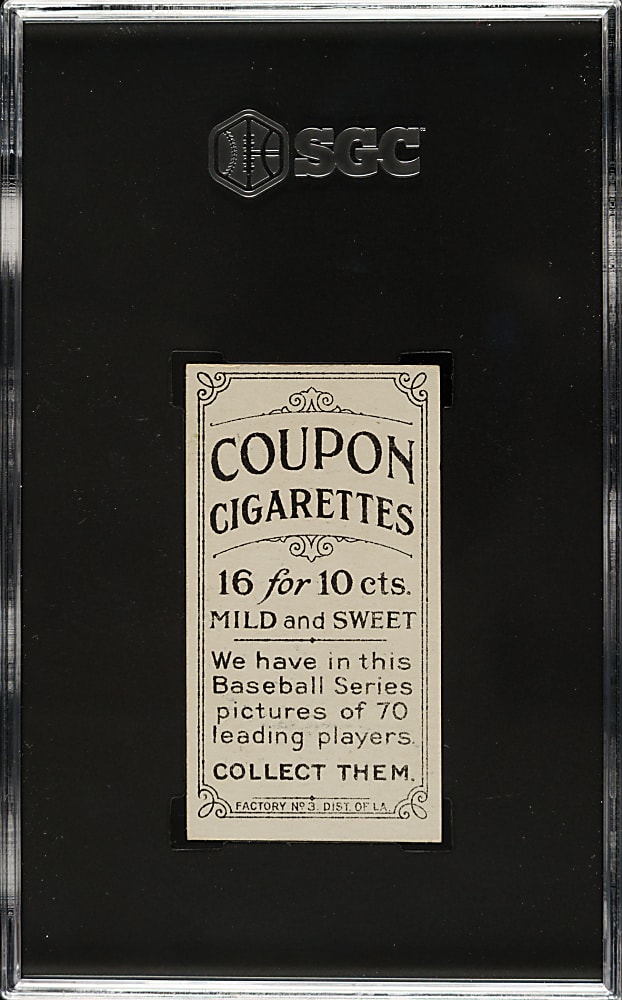 SGC
COUPON
CIGARETTES
16 for 10 cts.
MILD and SWEET
We have in this
Baseball Series
pictures of 70
leading players.
COLLECT THEM.
FACTORY Nº 3. DIST. OF LA.